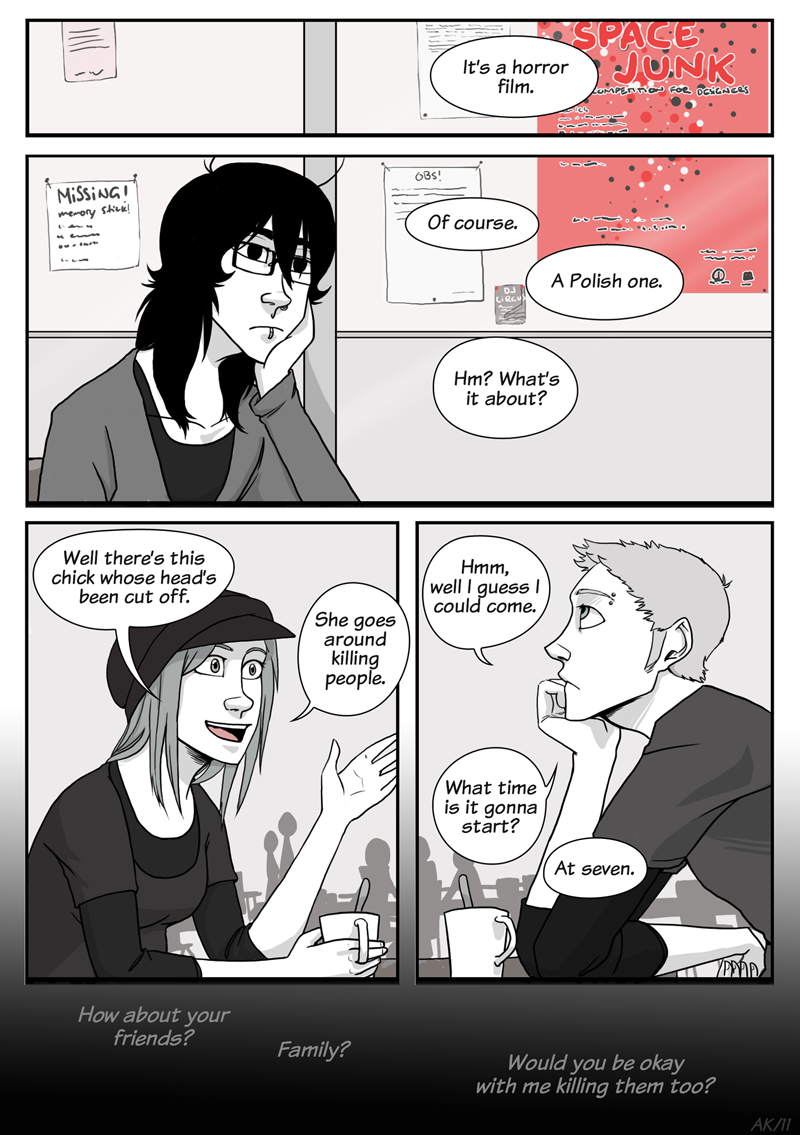 SPACE
JUNK
COMPETITION FOR DESIGNERS
It's a horror
film.
MiSSiNG!
memory stick!
GBs!
Of course.
DJ
CiRCUS
A Polish one.
Hm? What's
it about?
Well there's this
chick whose head's
been cut off.
She goes
around
killing
people.
Hmm,
well I guess I
could come.
What time
is it gonna
start?
At seven.
How about your
friends?
Family?
Would you be okay
with me killing them too?
AK/11